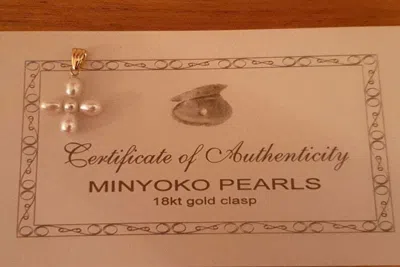 Certificate of Authenticity
MINYOKO PEARLS
18kt gold clasp